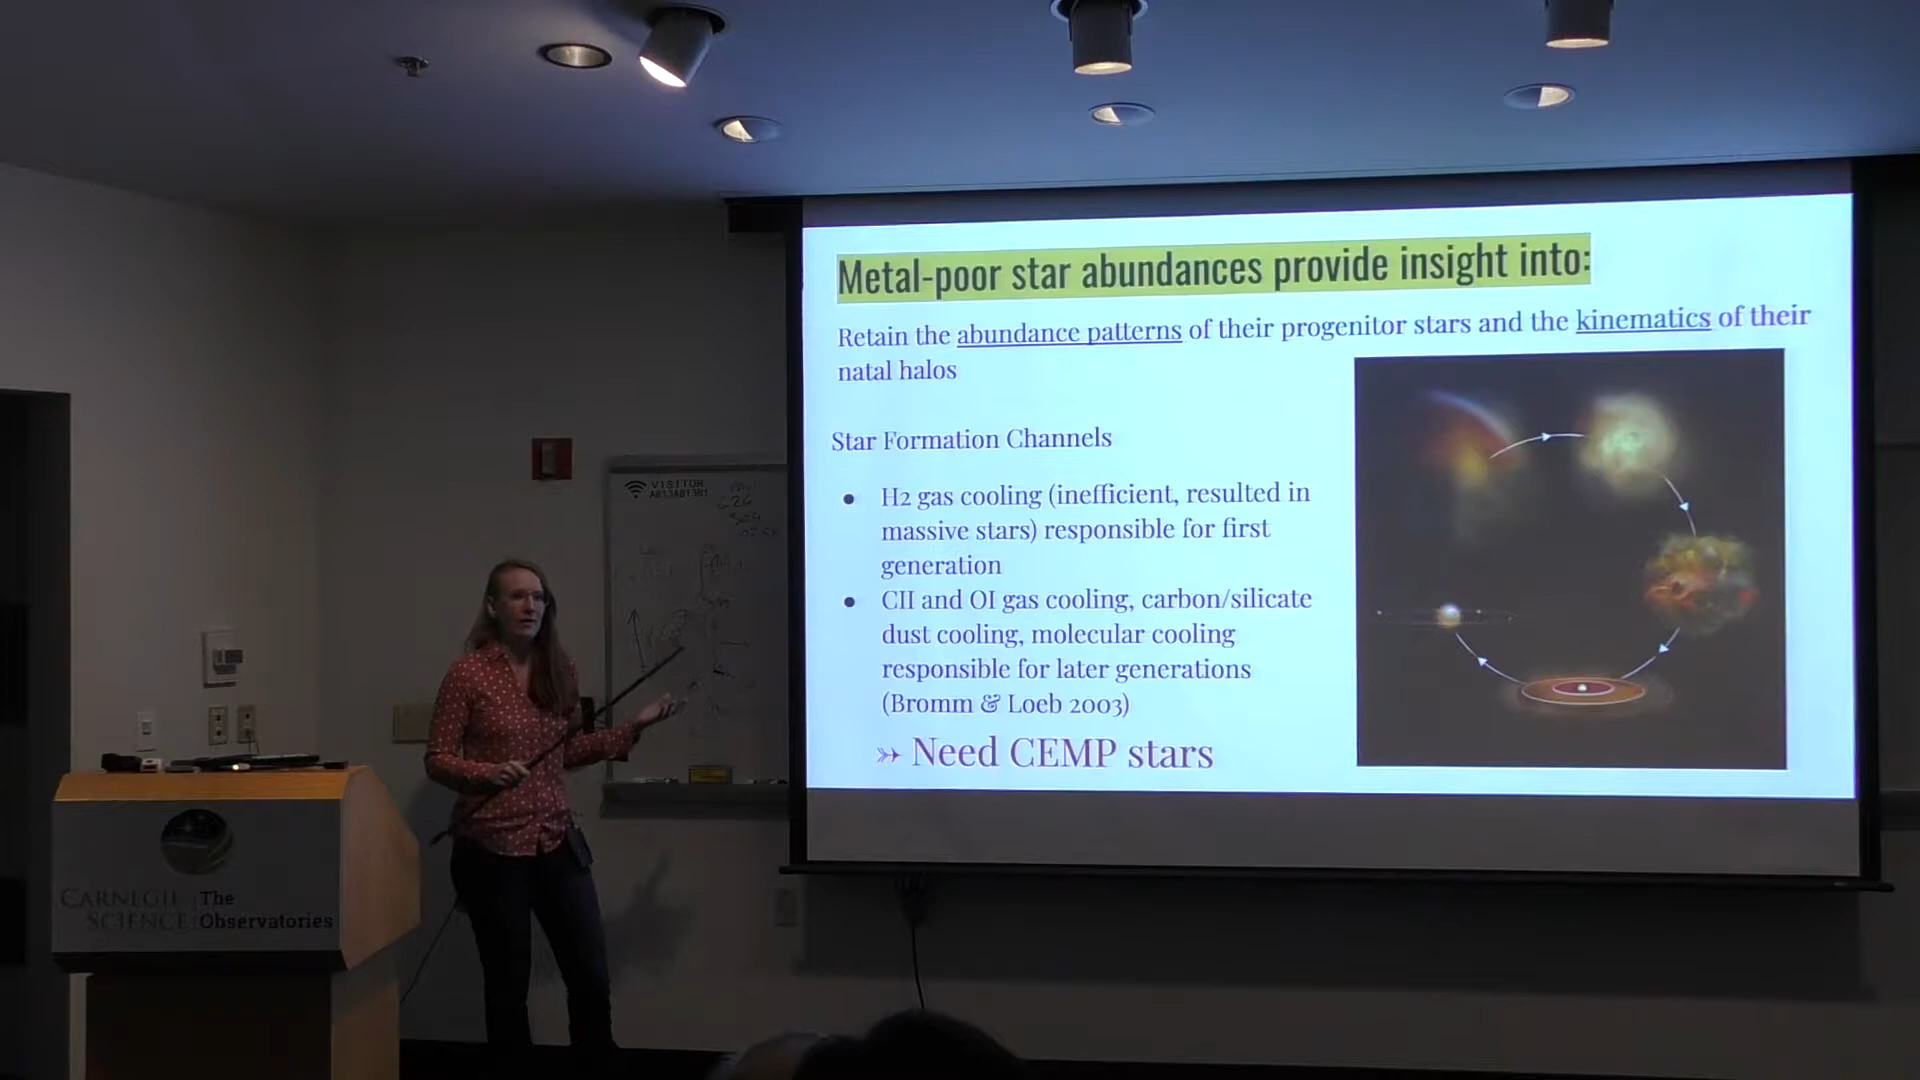 Metal-poor star abundances provide insight into:
Retain the abundance patterns of their progenitor stars and the kinematics of their
natal halos
Star Formation Channels
● H2 gas cooling (inefficient, resulted in
massive stars) responsible for first
generation
● CII and OI gas cooling, carbon/silicate
dust cooling, molecular cooling
responsible for later generations
(Bromm & Loeb 2003)
➳ Need CEMP stars
VISITOR
CARNEGIE
SCIENCE
The
Observatories